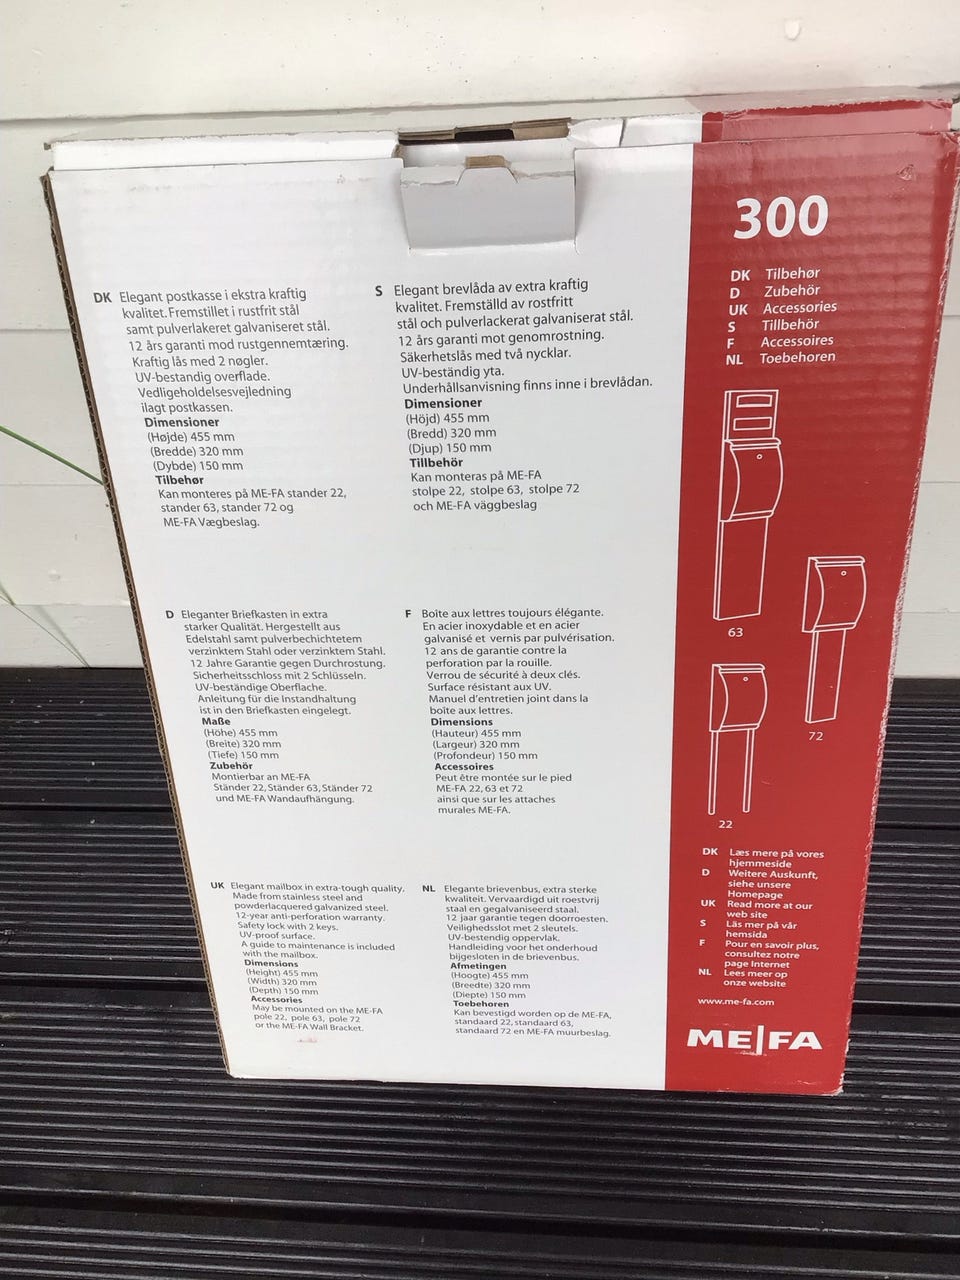 DK Elegant postkasse i ekstra kraftig
kvalitet. Fremstillet i rustfrit stål
samt pulverlakeret galvaniseret stål.
12 års garanti mod rustgennemtæring.
Kraftig lås med 2 nøgler.
UV-bestandig overflade.
Vedligeholdelsesvejledning
ilagt postkassen.
Dimensioner
(Højde) 455 mm
(Bredde) 320 mm
(Dybde) 150 mm
Tilbehør
Kan monteres på ME-FA stander 22,
stander 63, stander 72 og
ME-FA Vægbeslag.
S Elegant brevlåda av extra kraftig
kvalitet. Fremställd av rostfritt
stål och pulverlackerat galvaniserat stål.
12 års garanti mot genomrostning.
Säkerhetslås med två nycklar.
UV-beständig yta.
Underhållsanvisning finns inne i brevlådan.
Dimensioner
(Höjd) 455 mm
(Bredd) 320 mm
(Djup) 150 mm
Tillbehör
Kan monteras på ME-FA
stolpe 22, stolpe 63, stolpe 72
och ME-FA väggbeslag
D Eleganter Briefkasten in extra
starker Qualität. Hergestellt aus
Edelstahl samt pulverbechichtetem
verzinktem Stahl oder verzinktem Stahl.
12 Jahre Garantie gegen Durchrostung.
Sicherheitsschloss mit 2 Schlüsseln.
UV-beständige Oberflache.
Anleitung für die Instandhaltung
ist in den Briefkasten eingelegt.
Maße
(Höhe) 455 mm
(Breite) 320 mm
(Tiefe) 150 mm
Zubehör
Montierbar an ME-FA
Ständer 22, Ständer 63, Ständer 72
und ME-FA Wandaufhängung.
F Boîte aux lettres toujours élégante.
En acier inoxydable et en acier
galvanisé et vernis par pulvérisation.
12 ans de garantie contre la
perforation par la rouille.
Verrou de sécurité à deux clés.
Surface résistant aux UV.
Manuel d'entretien joint dans la
boîte aux lettres.
Dimensions
(Hauteur) 455 mm
(Largeur) 320 mm
(Profondeur) 150 mm
Accessoires
Peut être montée sur le pied
ME-FA 22, 63 et 72
ainsi que sur les attaches
murales ME-FA.
UK Elegant mailbox in extra-tough quality.
Made from stainless steel and
powderlacquered galvanized steel.
12-year anti-perforation warranty.
Safety lock with 2 keys.
UV-proof surface.
A guide to maintenance is included
with the mailbox.
Dimensions
(Height) 455 mm
(Width) 320 mm
(Depth) 150 mm
Accessories
May be mounted on the ME-FA
pole 22, pole 63, pole 72
or the ME-FA Wall Bracket.
NL Elegante brievenbus, extra sterke
kwaliteit. Vervaardigd uit roestvrij
staal en gegalvaniseerd staal.
12 jaar garantie tegen doorroesten.
Veilighedsslot met 2 sleutels.
UV-bestendig oppervlak.
Handleiding voor het onderhoud
bijgesloten in de brievenbus.
Afmetingen
(Hoogte) 455 mm
(Breedte) 320 mm
(Diepte) 150 mm
Toebehoren
Kan bevestigd worden op de ME-FA,
standaard 22, standaard 63,
standaard 72 en ME-FA muurbeslag.
300
DK Tilbehør
D Zubehör
UK Accessories
S Tillbehör
F Accessoires
NL Toebehoren
63
72
22
DK Læs mere på vores
hjemmeside
D Weitere Auskunft,
siehe unsere
Homepage
UK Read more at our
web site
S Läs mer på vår
hemsida
F Pour en savoir plus,
consultez notre
page Internet
NL Lees meer op
onze website
www.me-fa.com
ME|FA